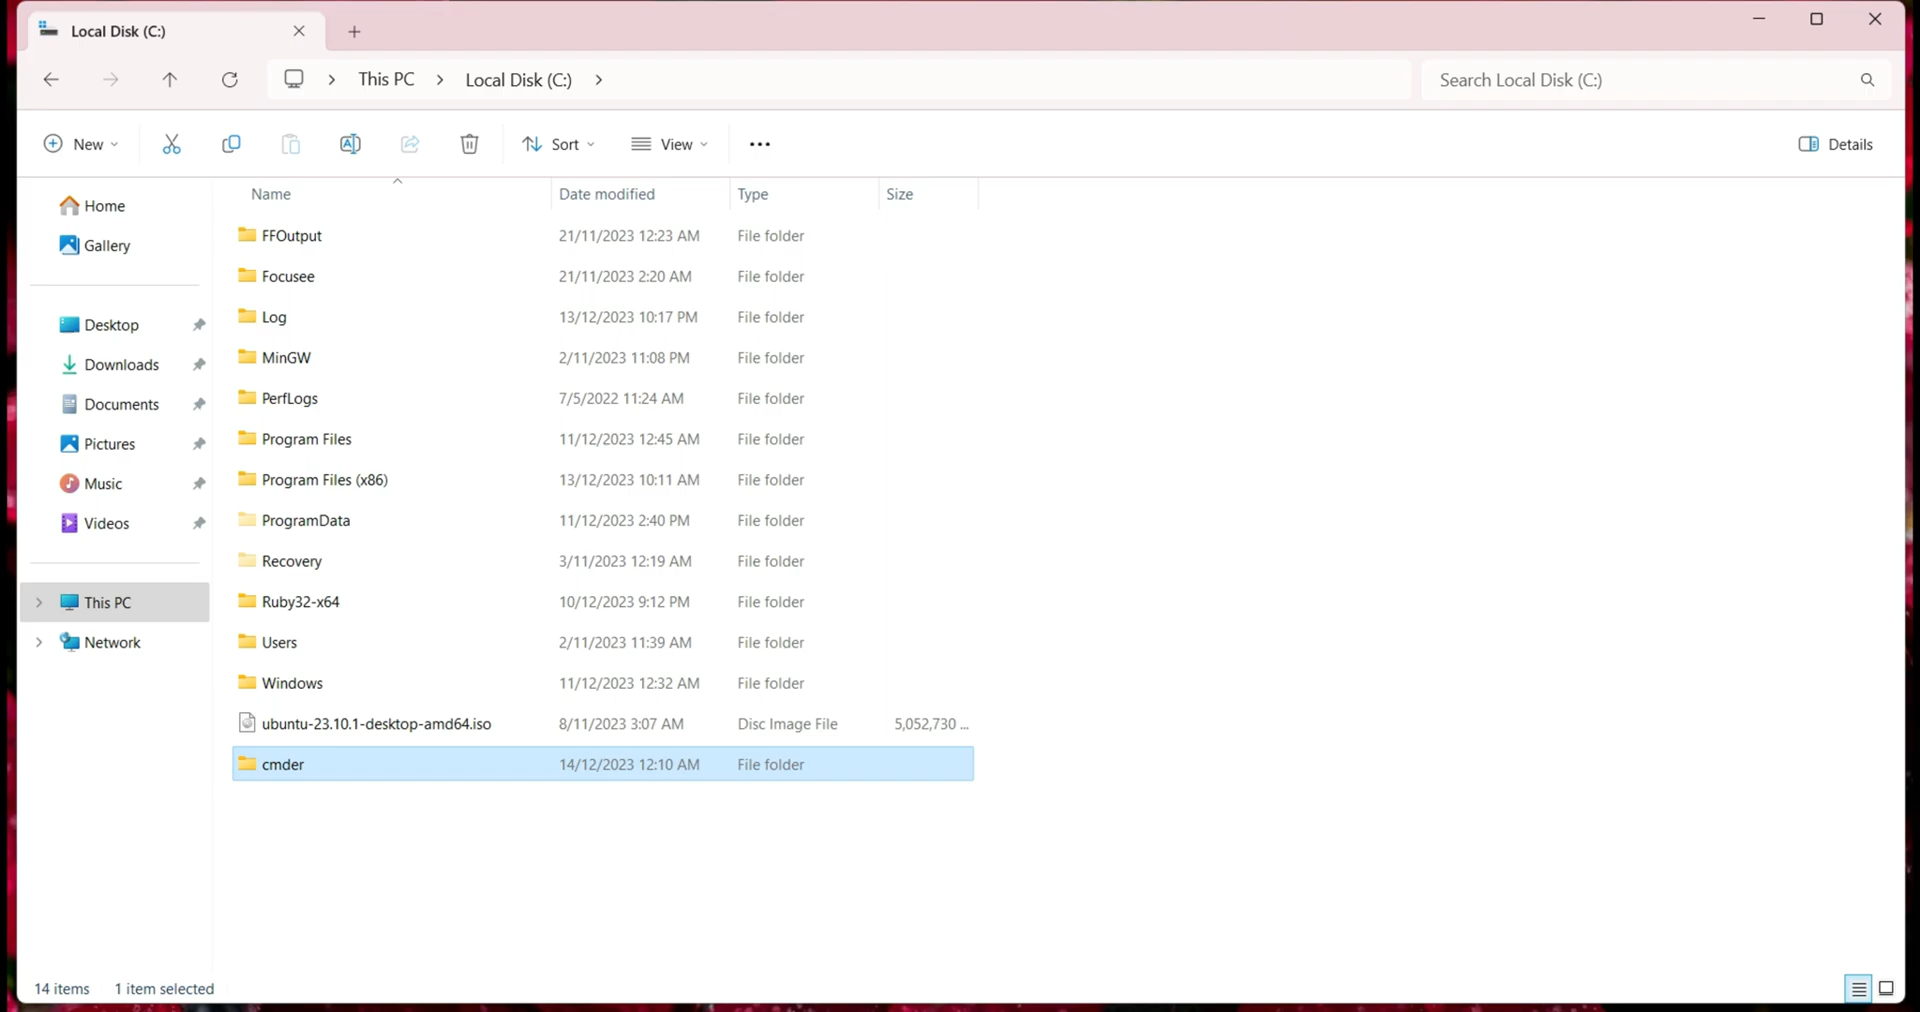 Local Disk (C:)
This PC Local Disk (C:)
Search Local Disk (C:)
New
Sort
View
Details
Home
Gallery
Desktop
Downloads
Documents
Pictures
Music
Videos
This PC
Network
Name Date modified Type Size
FFOutput 21/11/2023 12:23 AM File folder
Focusee 21/11/2023 2:20 AM File folder
Log 13/12/2023 10:17 PM File folder
MinGW 2/11/2023 11:08 PM File folder
PerfLogs 7/5/2022 11:24 AM File folder
Program Files 11/12/2023 12:45 AM File folder
Program Files (x86) 13/12/2023 10:11 AM File folder
ProgramData 11/12/2023 2:40 PM File folder
Recovery 3/11/2023 12:19 AM File folder
Ruby32-x64 10/12/2023 9:12 PM File folder
Users 2/11/2023 11:39 AM File folder
Windows 11/12/2023 12:32 AM File folder
ubuntu-23.10.1-desktop-amd64.iso 8/11/2023 3:07 AM Disc Image File 5,052,730 ...
cmder 14/12/2023 12:10 AM File folder
14 items 1 item selected